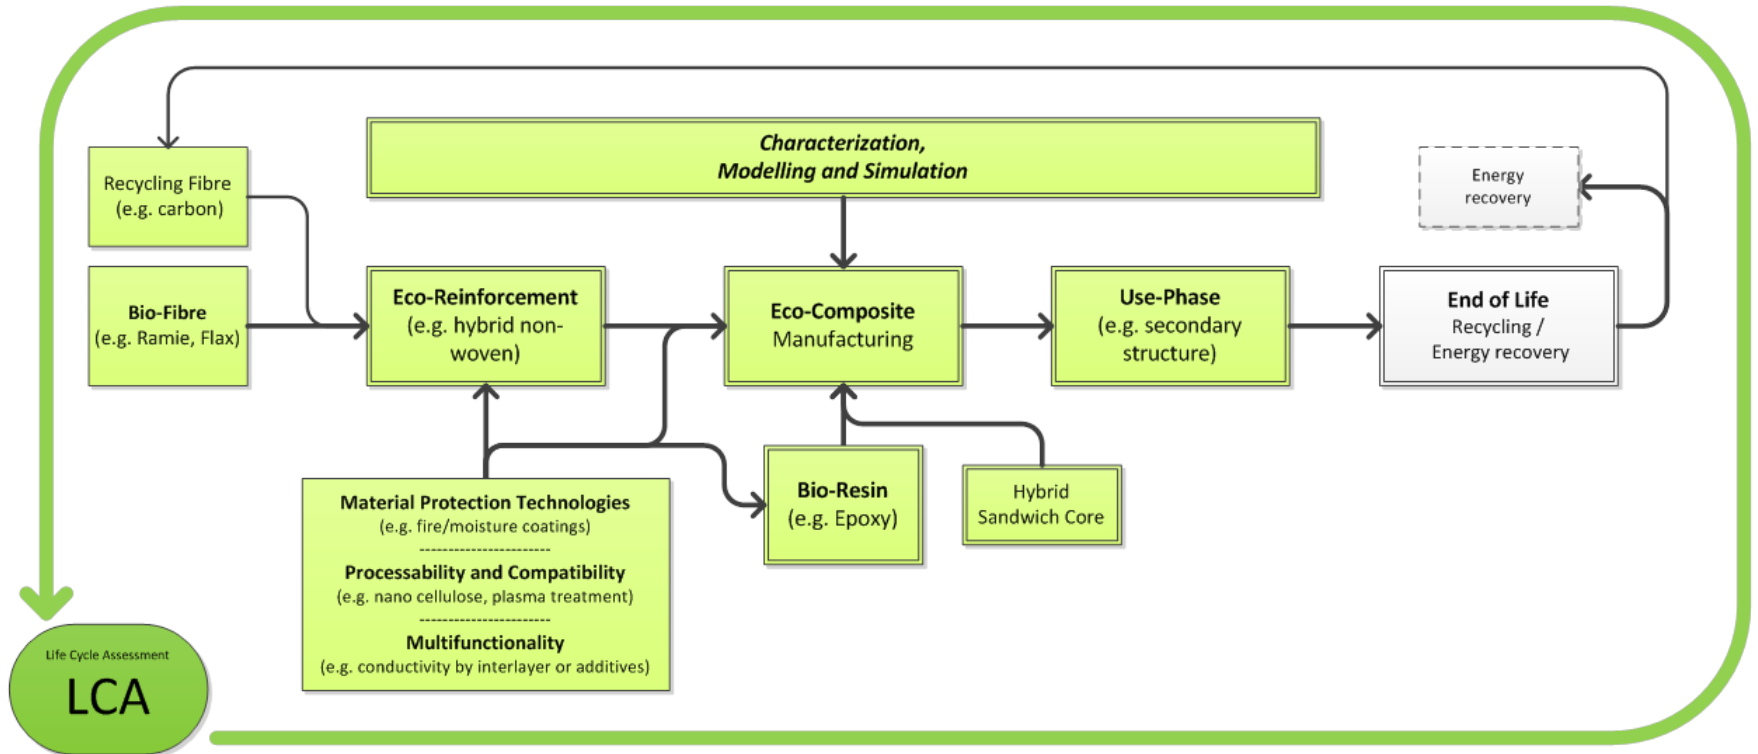 Characterization,
Modelling and Simulation
Recycling Fibre
(e.g. carbon)
Energy
recovery
Bio-Fibre
(e.g. Ramie, Flax)
Eco-Reinforcement
(e.g. hybrid non-
woven)
Eco-Composite
Manufacturing
Use-Phase
(e.g. secondary
structure)
End of Life
Recycling /
Energy recovery
Material Protection Technologies
(e.g. fire/moisture coatings)
-----------------------
Processability and Compatibility
(e.g. nano cellulose, plasma treatment)
-----------------------
Multifunctionality
(e.g. conductivity by interlayer or additives)
Bio-Resin
(e.g. Epoxy)
Hybrid
Sandwich Core
Life Cycle Assessment
LCA